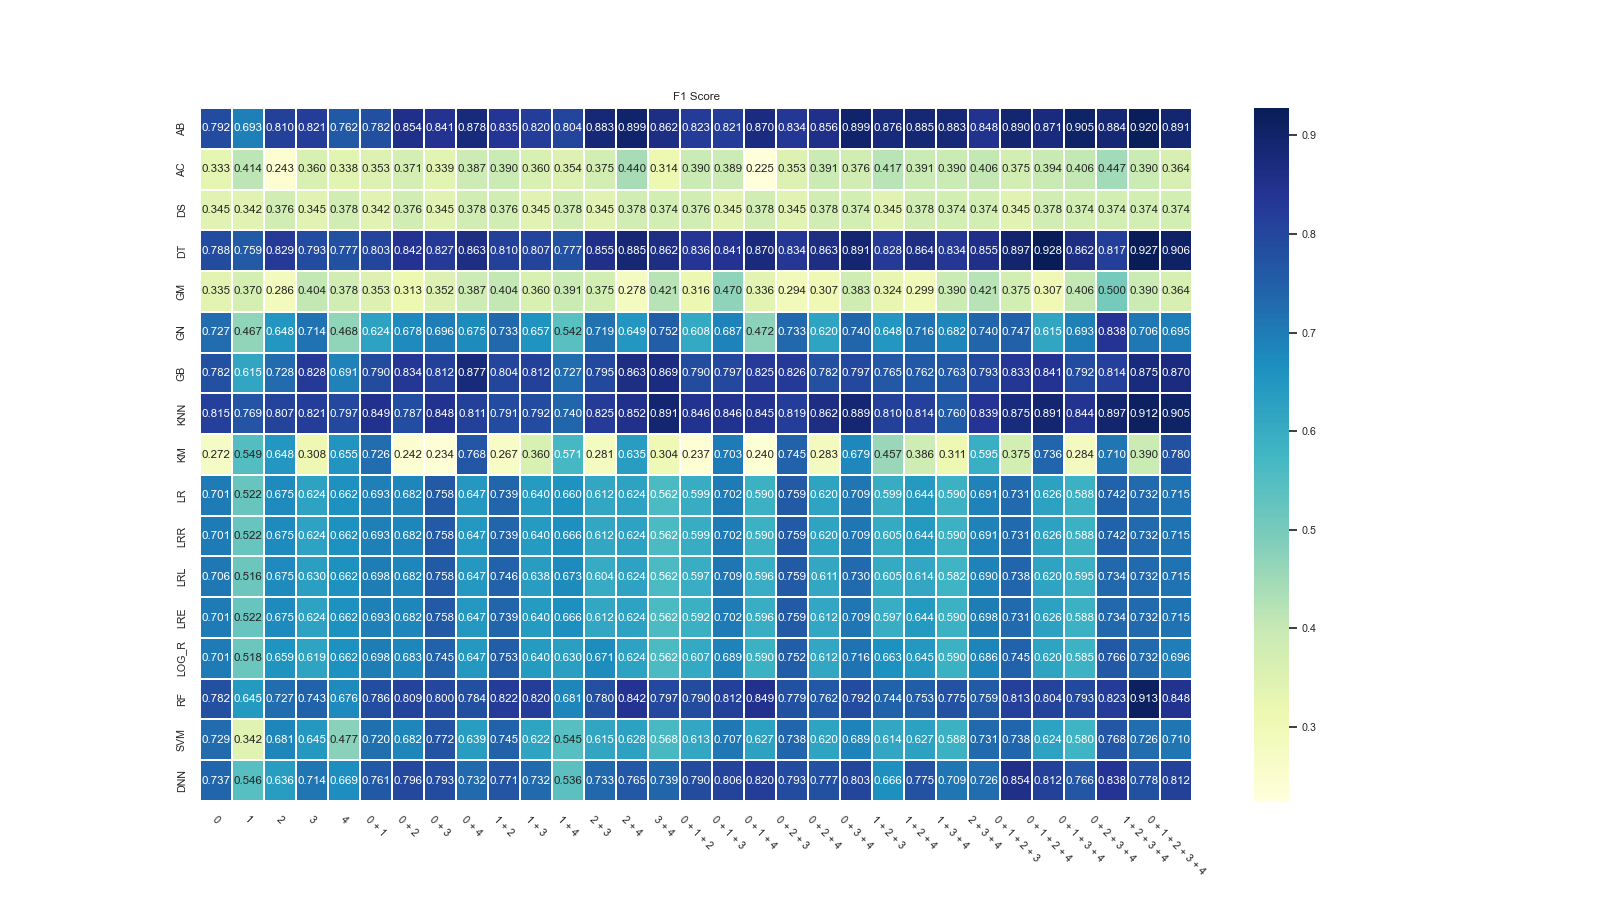 F1 Score
AB 0.792 0.693 0.810 0.821 0.762 0.782 0.854 0.841 0.878 0.835 0.820 0.804 0.883 0.899 0.862 0.823 0.821 0.870 0.834 0.856 0.899 0.876 0.885 0.883 0.848 0.890 0.871 0.905 0.884 0.920 0.891
AC 0.333 0.414 0.243 0.360 0.338 0.353 0.371 0.339 0.387 0.390 0.360 0.354 0.375 0.440 0.314 0.390 0.389 0.225 0.353 0.391 0.376 0.417 0.391 0.390 0.406 0.375 0.394 0.406 0.447 0.390 0.364
DS 0.345 0.342 0.376 0.345 0.378 0.342 0.376 0.345 0.378 0.376 0.345 0.378 0.345 0.378 0.374 0.376 0.345 0.378 0.345 0.378 0.374 0.345 0.378 0.374 0.374 0.345 0.378 0.374 0.374 0.374 0.374
DT 0.788 0.759 0.829 0.793 0.777 0.803 0.842 0.827 0.863 0.810 0.807 0.777 0.855 0.885 0.862 0.836 0.841 0.870 0.834 0.863 0.891 0.828 0.864 0.834 0.855 0.897 0.928 0.862 0.817 0.927 0.906
GM 0.335 0.370 0.286 0.404 0.378 0.353 0.313 0.352 0.387 0.404 0.360 0.391 0.375 0.278 0.421 0.316 0.470 0.336 0.294 0.307 0.383 0.324 0.299 0.390 0.421 0.375 0.307 0.406 0.500 0.390 0.364
GN 0.727 0.467 0.648 0.714 0.468 0.624 0.678 0.696 0.675 0.733 0.657 0.542 0.719 0.649 0.752 0.608 0.687 0.472 0.733 0.620 0.740 0.648 0.716 0.682 0.740 0.747 0.615 0.693 0.838 0.706 0.695
GB 0.782 0.615 0.728 0.828 0.691 0.790 0.834 0.812 0.877 0.804 0.812 0.727 0.795 0.863 0.869 0.790 0.797 0.825 0.826 0.782 0.797 0.765 0.762 0.763 0.793 0.833 0.841 0.792 0.814 0.875 0.870
KNN 0.815 0.769 0.807 0.821 0.797 0.849 0.787 0.848 0.811 0.791 0.792 0.740 0.825 0.852 0.891 0.846 0.846 0.845 0.819 0.862 0.889 0.810 0.814 0.760 0.839 0.875 0.891 0.844 0.897 0.912 0.905
KM 0.272 0.549 0.648 0.308 0.655 0.726 0.242 0.234 0.768 0.267 0.360 0.571 0.281 0.635 0.304 0.237 0.703 0.240 0.745 0.283 0.679 0.457 0.386 0.311 0.595 0.375 0.736 0.284 0.710 0.390 0.780
LR 0.701 0.522 0.675 0.624 0.662 0.693 0.682 0.758 0.647 0.739 0.640 0.660 0.612 0.624 0.562 0.599 0.702 0.590 0.759 0.620 0.709 0.599 0.644 0.590 0.691 0.731 0.626 0.588 0.742 0.732 0.715
LRR 0.701 0.522 0.675 0.624 0.662 0.693 0.682 0.758 0.647 0.739 0.640 0.666 0.612 0.624 0.562 0.599 0.702 0.590 0.759 0.620 0.709 0.605 0.644 0.590 0.691 0.731 0.626 0.588 0.742 0.732 0.715
LRL 0.706 0.516 0.675 0.630 0.662 0.698 0.682 0.758 0.647 0.746 0.638 0.673 0.604 0.624 0.562 0.597 0.709 0.596 0.759 0.611 0.730 0.605 0.614 0.582 0.690 0.738 0.620 0.595 0.734 0.732 0.715
LRE 0.701 0.522 0.675 0.624 0.662 0.693 0.682 0.758 0.647 0.739 0.640 0.666 0.612 0.624 0.562 0.592 0.702 0.596 0.759 0.612 0.709 0.597 0.644 0.590 0.698 0.731 0.626 0.588 0.734 0.732 0.715
LOG_R 0.701 0.518 0.659 0.619 0.662 0.698 0.683 0.745 0.647 0.753 0.640 0.630 0.671 0.624 0.562 0.607 0.689 0.590 0.752 0.612 0.716 0.663 0.645 0.590 0.686 0.745 0.620 0.585 0.766 0.732 0.696
RF 0.782 0.645 0.727 0.743 0.676 0.786 0.809 0.800 0.784 0.822 0.820 0.681 0.780 0.842 0.797 0.790 0.812 0.849 0.779 0.762 0.792 0.744 0.753 0.775 0.759 0.813 0.804 0.793 0.823 0.913 0.848
SVM 0.729 0.342 0.681 0.645 0.477 0.720 0.682 0.772 0.639 0.745 0.622 0.545 0.615 0.628 0.568 0.613 0.707 0.627 0.738 0.620 0.689 0.614 0.627 0.588 0.731 0.738 0.624 0.580 0.768 0.726 0.710
DNN 0.737 0.546 0.636 0.714 0.669 0.761 0.796 0.793 0.732 0.771 0.732 0.536 0.733 0.765 0.739 0.790 0.806 0.820 0.793 0.777 0.803 0.666 0.775 0.709 0.726 0.854 0.812 0.766 0.838 0.778 0.812
0
1
2
3
4
0 + 1
0 + 2
0 + 3
0 + 4
1 + 2
1 + 3
1 + 4
2 + 3
2 + 4
3 + 4
0 + 1 + 2
0 + 1 + 3
0 + 1 + 4
0 + 2 + 3
0 + 2 + 4
0 + 3 + 4
1 + 2 + 3
1 + 2 + 4
1 + 3 + 4
2 + 3 + 4
0 + 1 + 2 + 3
0 + 1 + 2 + 4
0 + 1 + 3 + 4
0 + 2 + 3 + 4
1 + 2 + 3 + 4
0 + 1 + 2 + 3 + 4
0.9
0.8
0.7
0.6
0.5
0.4
0.3